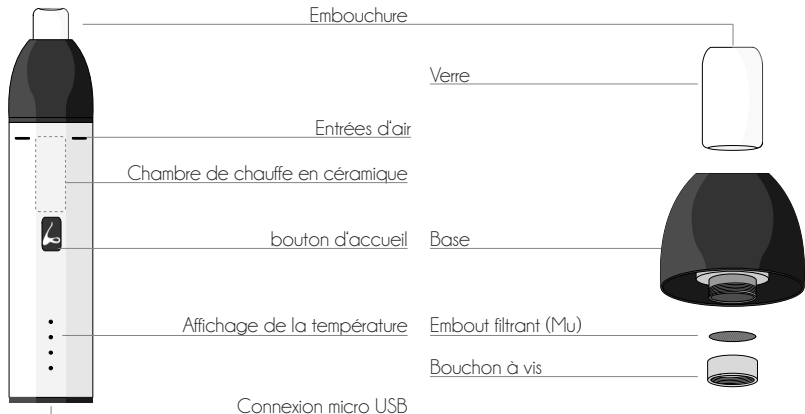 Embouchure
Verre
Entrées d'air
Chambre de chauffe en céramique
bouton d'accueil
Base
Affichage de la température
Embout filtrant (Mu)
Bouchon à vis
Connexion micro USB